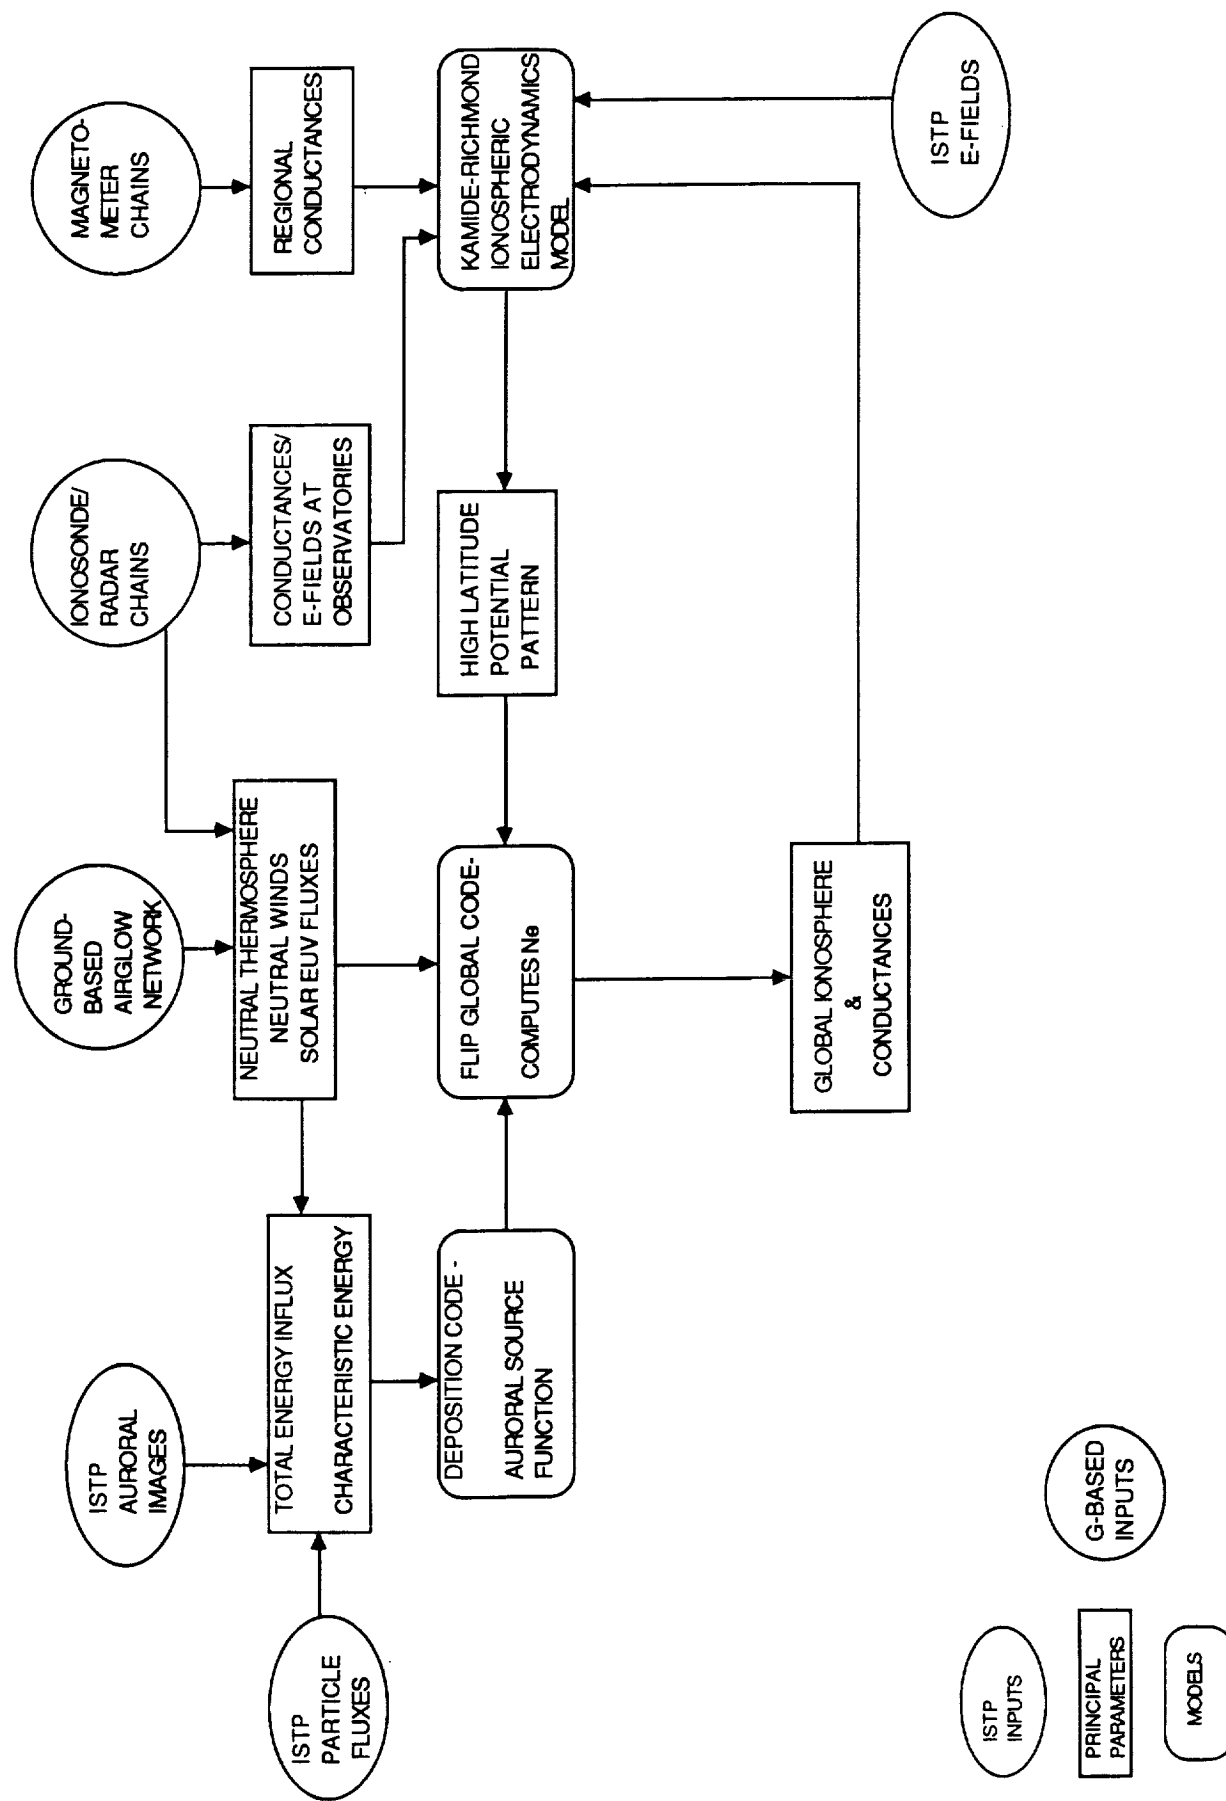 ISTP
AURORAL
IMAGES
GROUND-
BASED
AIRGLOW
NETWORK
IONOSONDE/
RADAR
CHAINS
MAGNETO-
METER
CHAINS
ISTP
PARTICLE
FLUXES
TOTAL ENERGY INFLUX
CHARACTERISTIC ENERGY
NEUTRAL THERMOSPHERE
NEUTRAL WINDS
SOLAR EUV FLUXES
CONDUCTANCES/
E-FIELDS AT
OBSERVATORIES
REGIONAL
CONDUCTANCES
DEPOSITION CODE -
AURORAL SOURCE
FUNCTION
FLIP GLOBAL CODE-
COMPUTES Ne
HIGH LATITUDE
POTENTIAL
PATTERN
KAMIDE-RICHMOND
IONOSPHERIC
ELECTRODYNAMICS
MODEL
GLOBAL IONOSPHERE
&
CONDUCTANCES
ISTP
E-FIELDS
ISTP
INPUTS
G-BASED
INPUTS
PRINCIPAL
PARAMETERS
MODELS